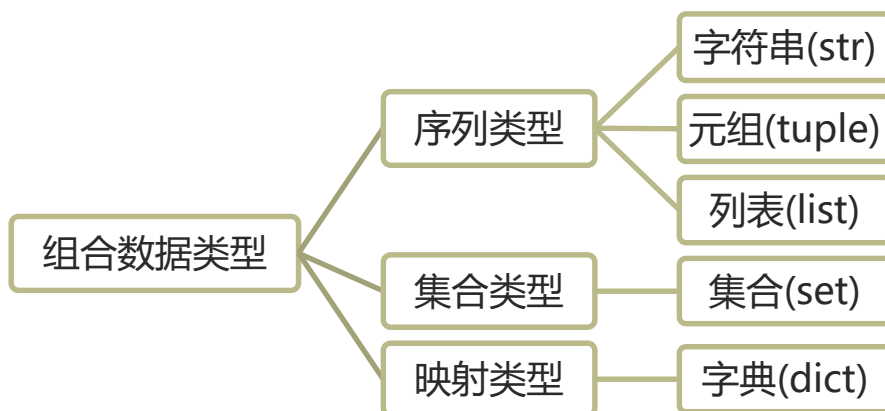 字符串(str)
序列类型
元组(tuple)
列表(list)
组合数据类型
集合类型
集合(set)
映射类型
字典(dict)